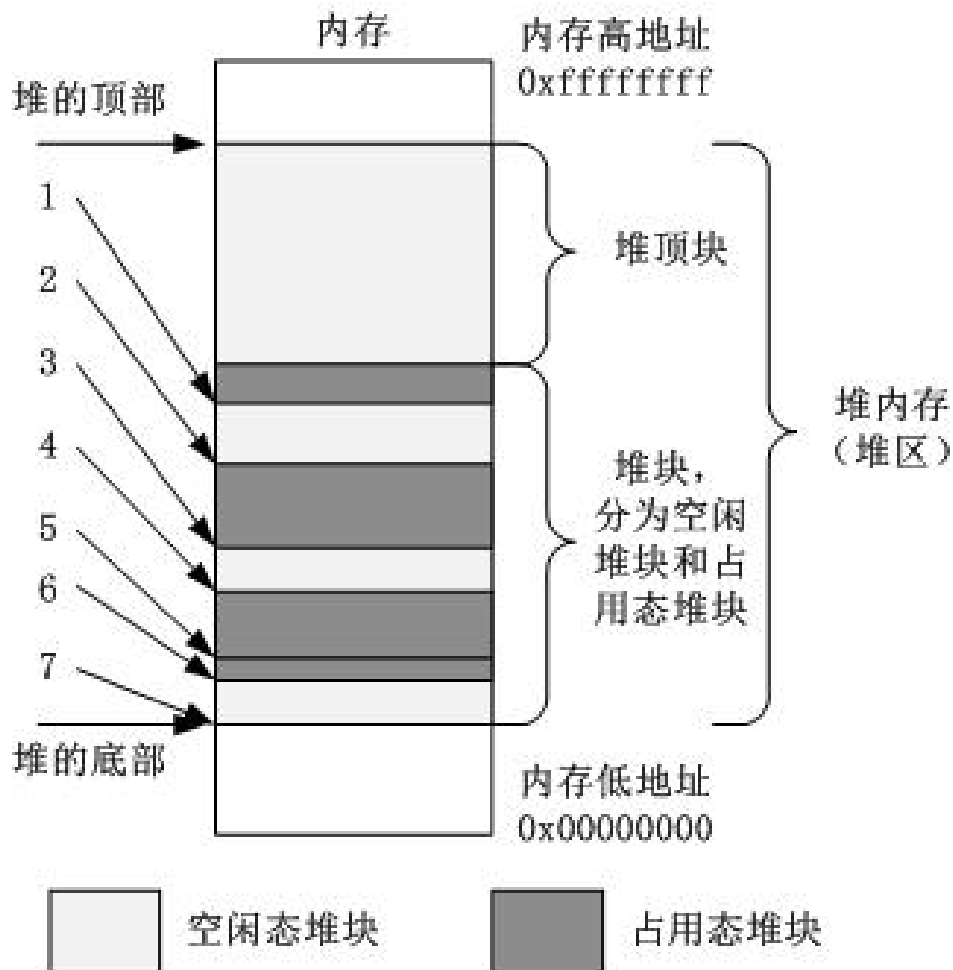 内存
内存高地址
0xffffffff
堆的顶部
1
2
3
4
5
6
7
堆的底部
堆顶块
堆块，
分为空闲
堆块和占
用态堆块
堆内存
（堆区）
内存低地址
0x00000000
空闲态堆块
占用态堆块